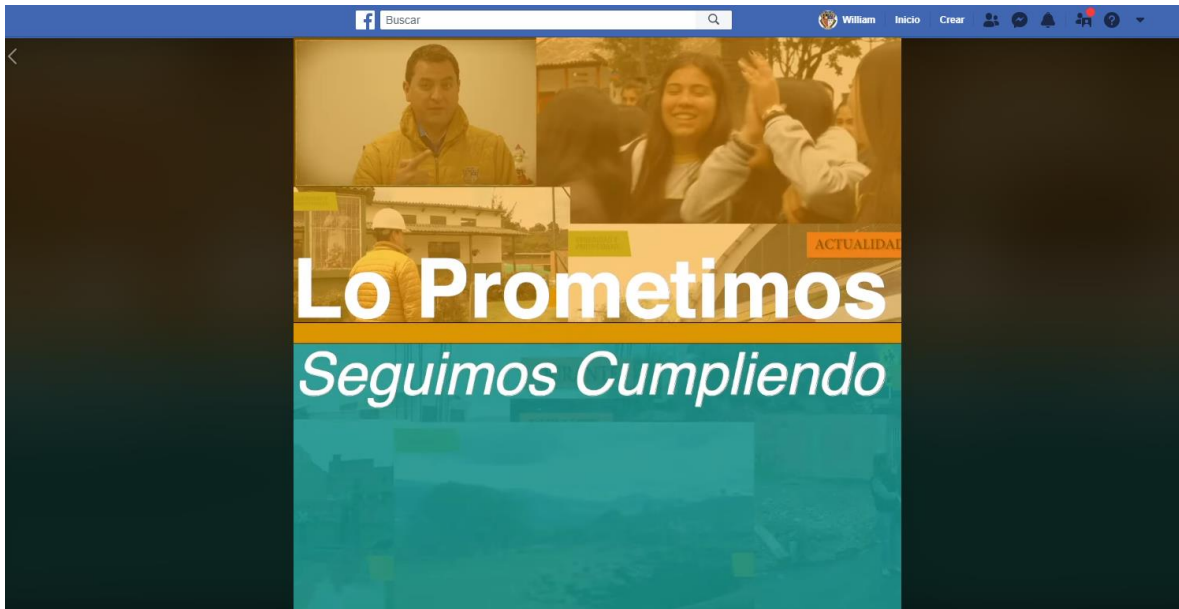 f
Buscar
William Inicio Crear
ACTUALIDAD
Lo Prometimos
Seguimos Cumpliendo